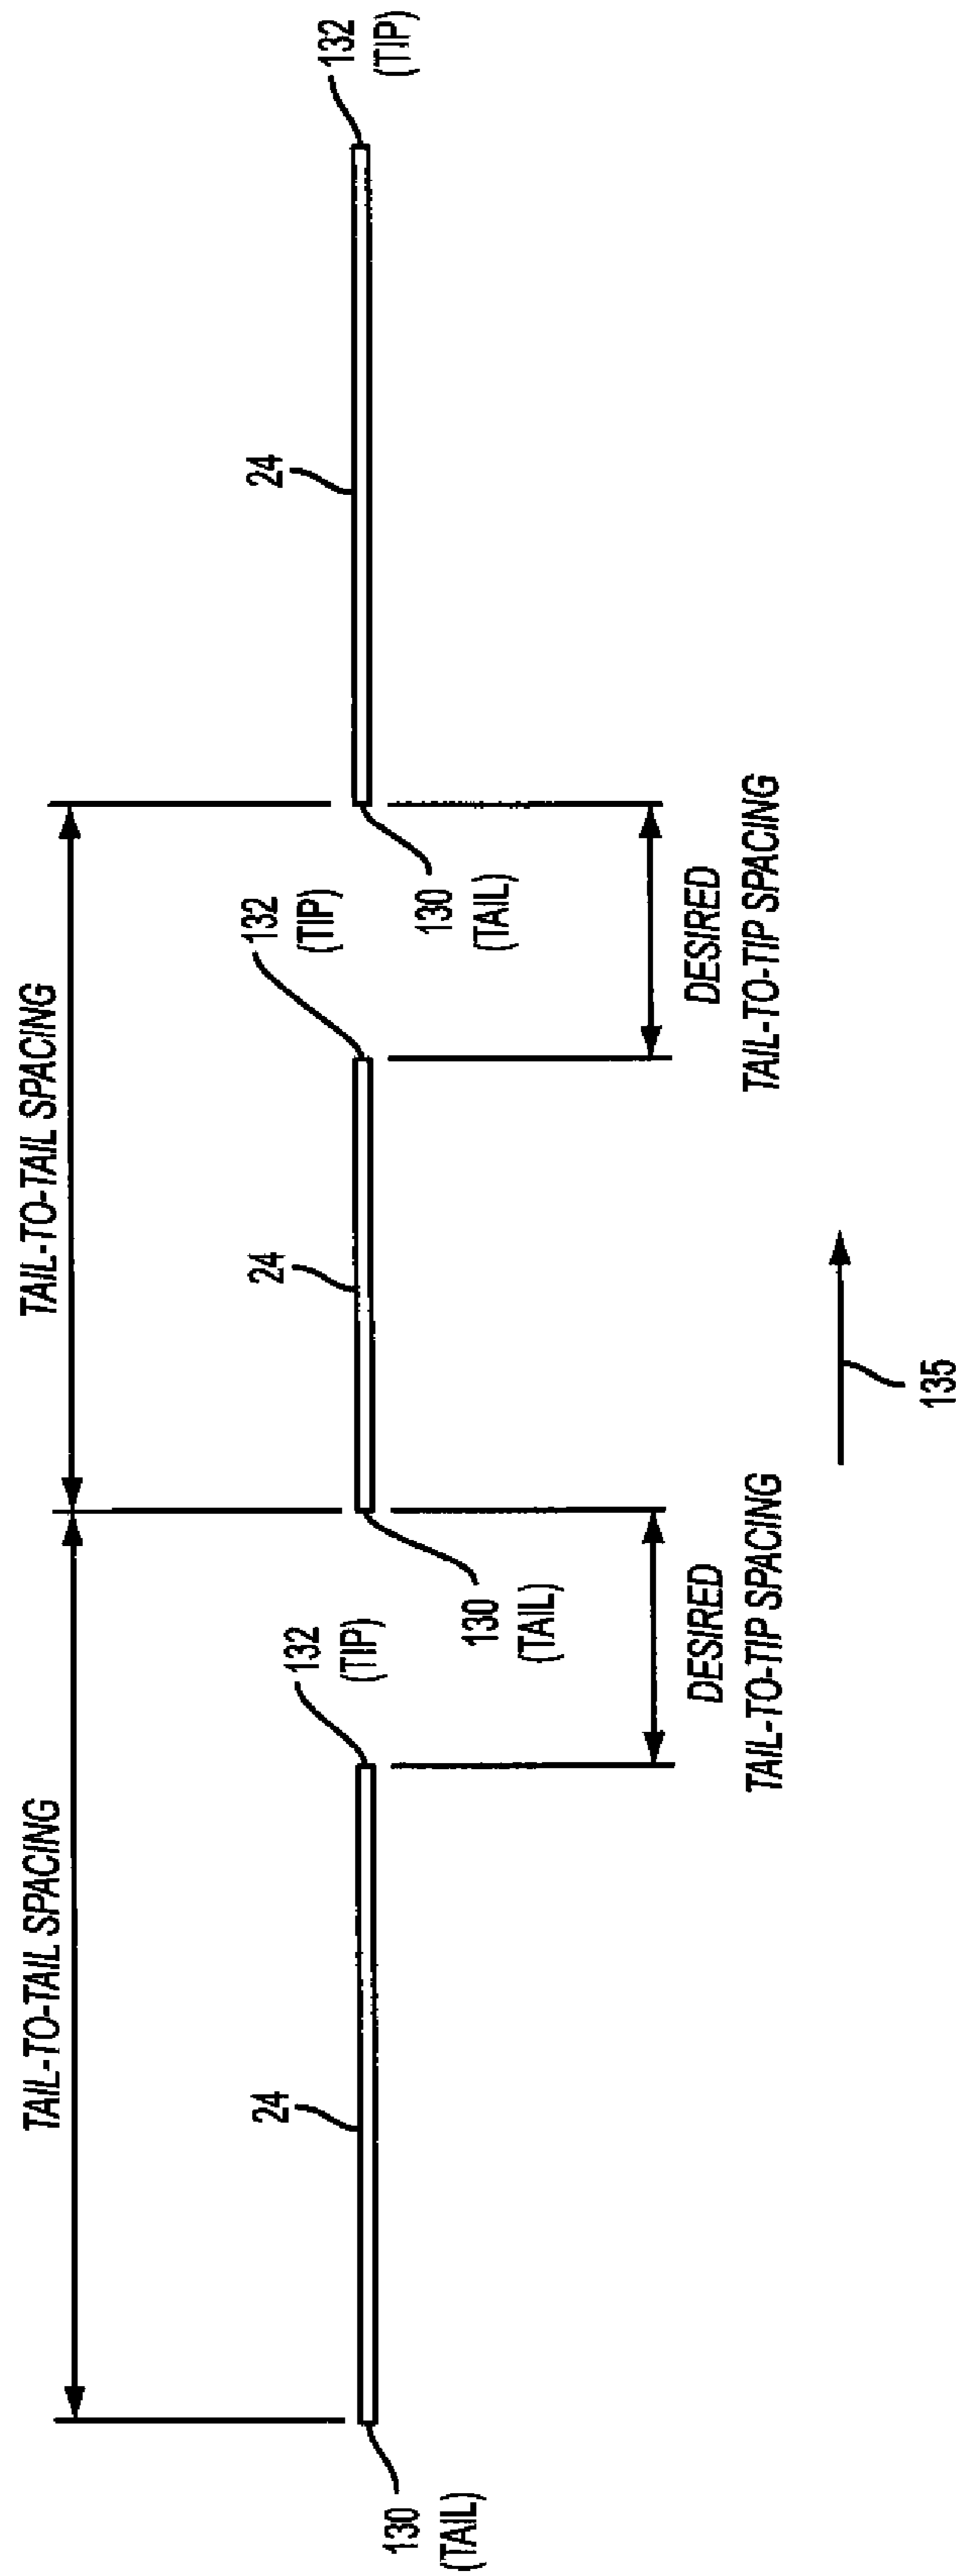 TAIL-TO-TAIL SPACING
TAIL-TO-TAIL SPACING
24
24
24
132
(TIP)
132
(TIP)
132
(TIP)
130
(TAIL)
130
(TAIL)
130
(TAIL)
DESIRED
TAIL-TO-TIP SPACING
DESIRED
TAIL-TO-TIP SPACING
135